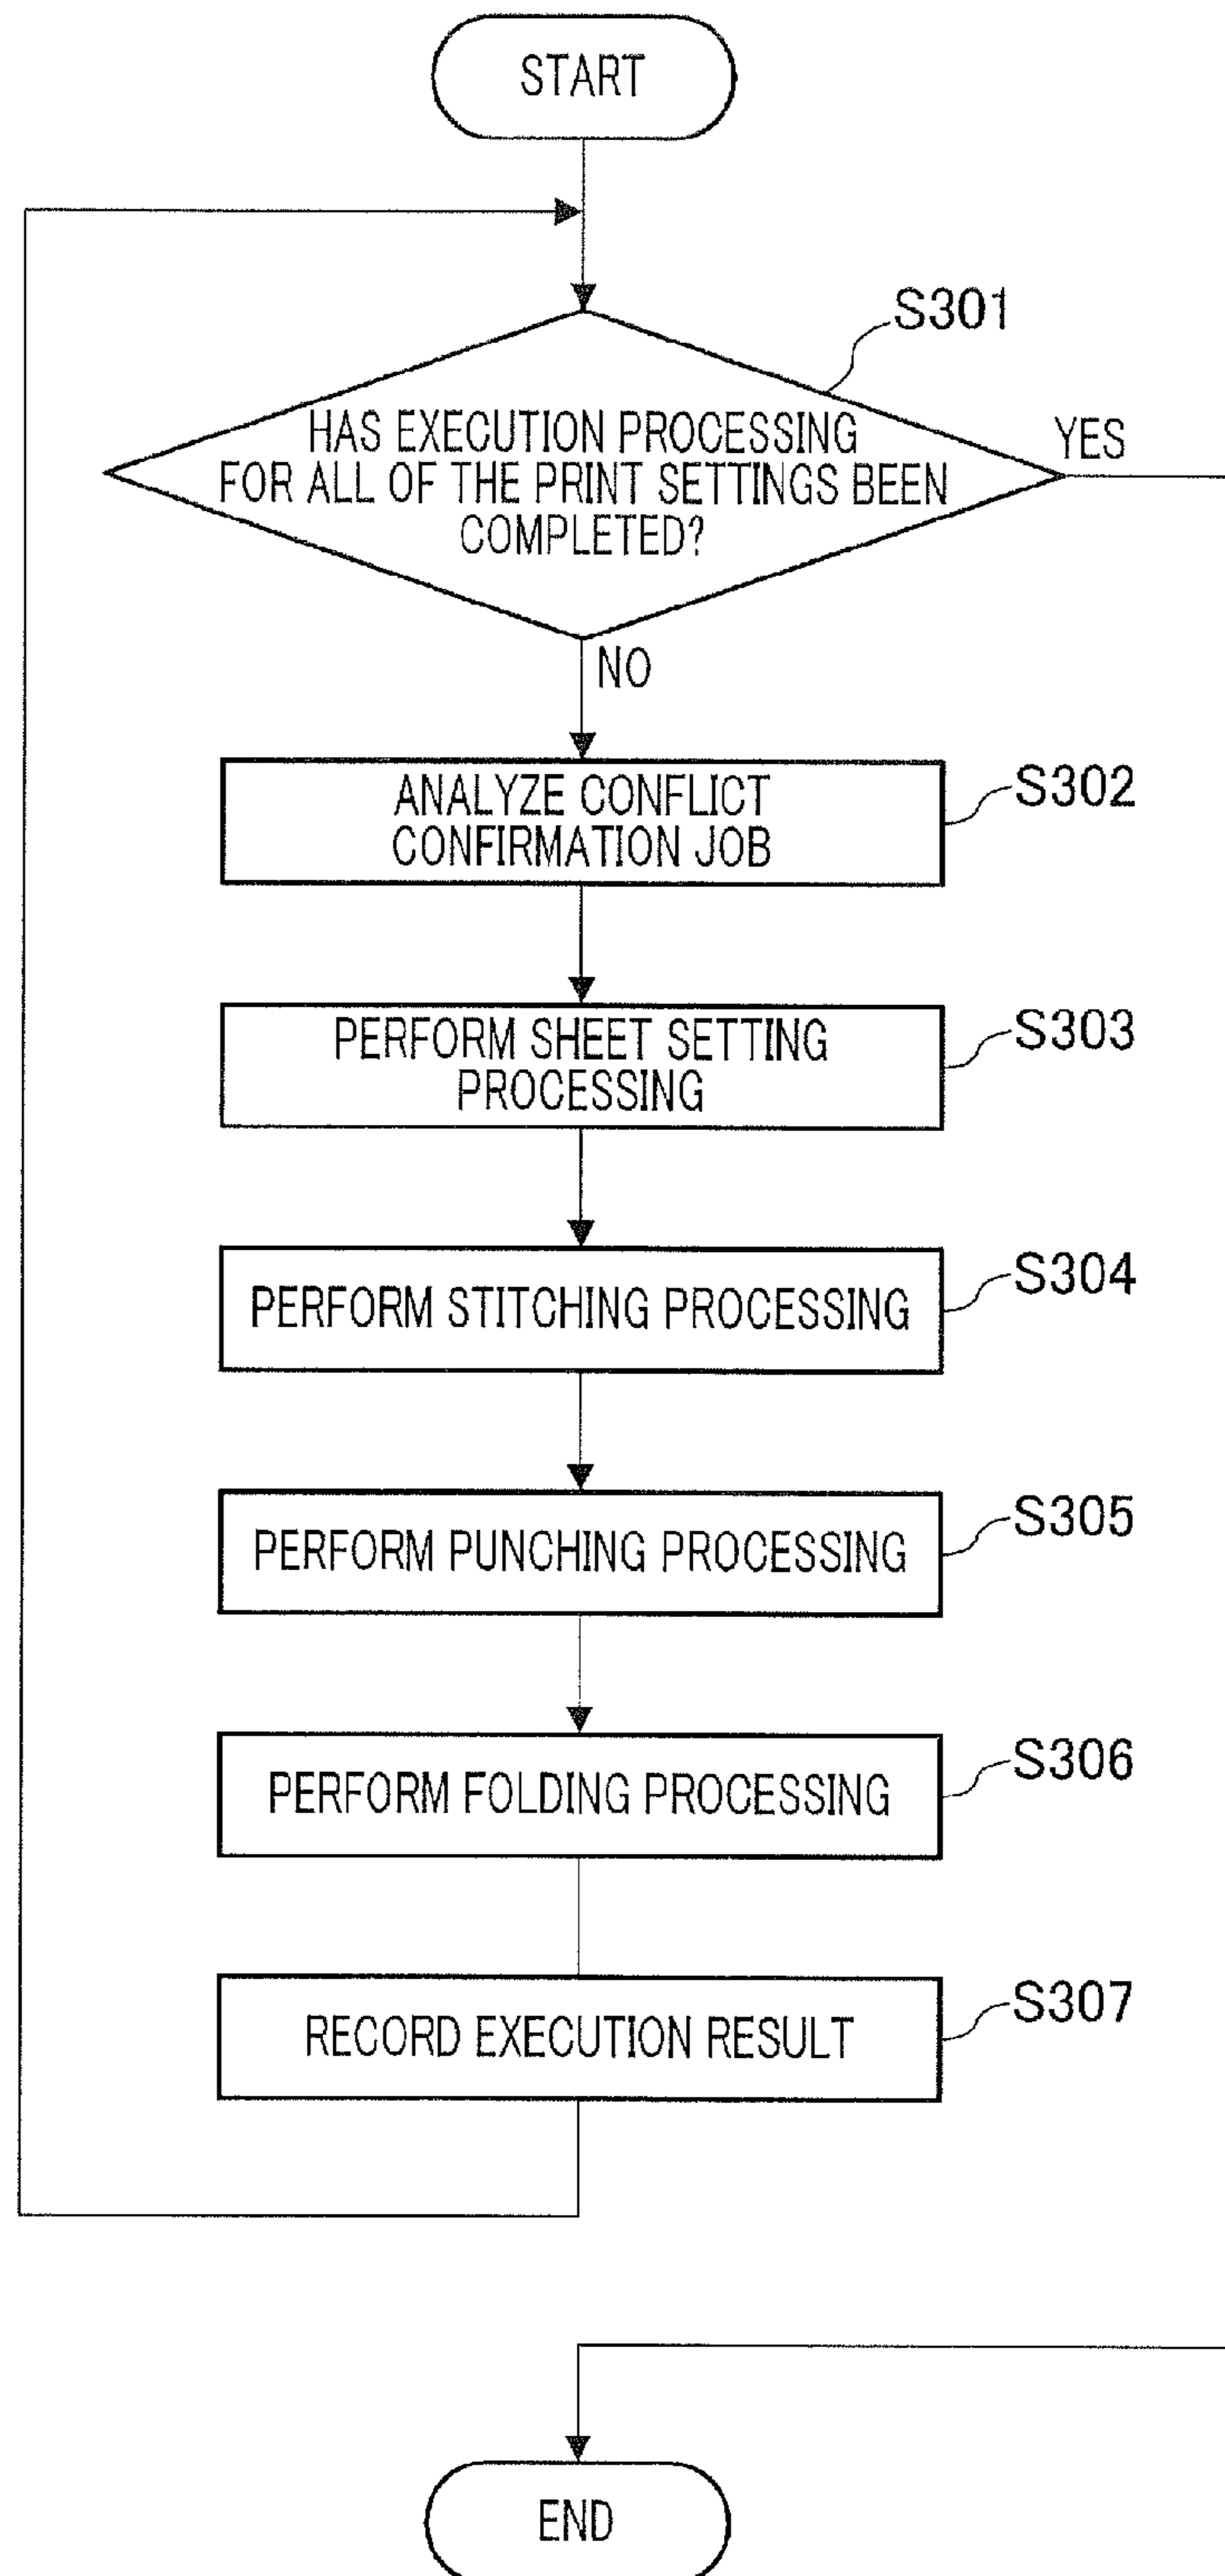 START
S301
HAS EXECUTION PROCESSING
FOR ALL OF THE PRINT SETTINGS BEEN
COMPLETED?
YES
NO
ANALYZE CONFLICT
CONFIRMATION JOB
S302
PERFORM SHEET SETTING
PROCESSING
S303
PERFORM STITCHING PROCESSING
S304
PERFORM PUNCHING PROCESSING
S305
PERFORM FOLDING PROCESSING
S306
RECORD EXECUTION RESULT
S307
END